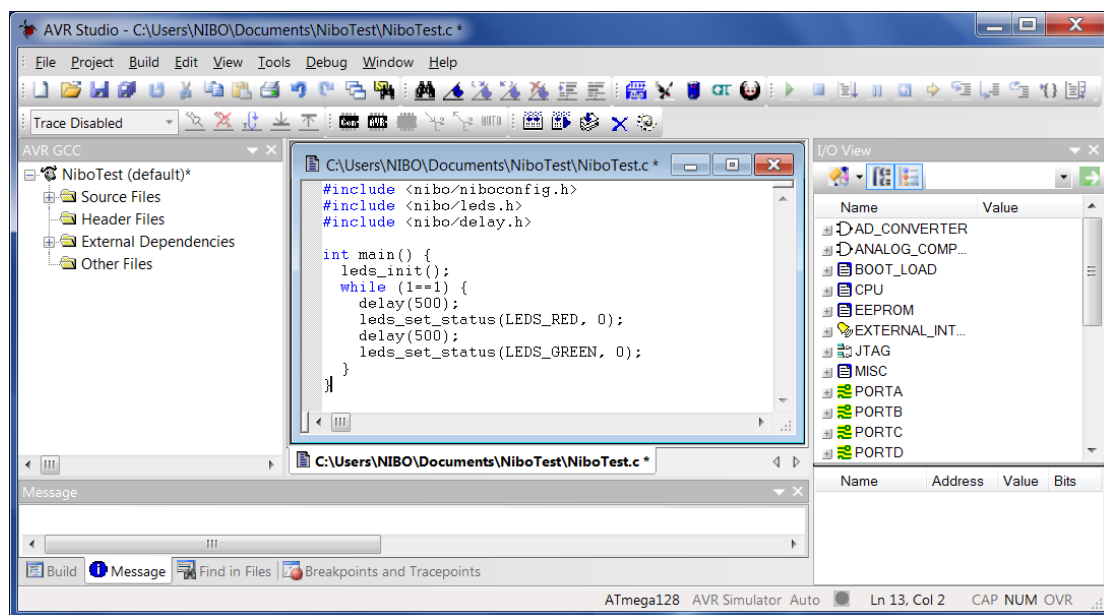 AVR Studio - C:\Users\NIBO\Documents\NiboTest\NiboTest.c *
File Project Build Edit View Tools Debug Window Help
Trace Disabled
Con AVR AUTO
AVR GCC
NiboTest (default)*
Source Files
Header Files
External Dependencies
Other Files
C:\Users\NIBO\Documents\NiboTest\NiboTest.c *
#include <nibo/niboconfig.h>
#include <nibo/leds.h>
#include <nibo/delay.h>
int main() {
leds_init();
while (1==1) {
delay(500);
leds_set_status(LEDS_RED, 0);
delay(500);
leds_set_status(LEDS_GREEN, 0);
}
}
C:\Users\NIBO\Documents\NiboTest\NiboTest.c *
I/O View
Name Value
AD_CONVERTER
ANALOG_COMP...
BOOT_LOAD
CPU
EEPROM
EXTERNAL_INT...
JTAG
MISC
PORTA
PORTB
PORTC
PORTD
Name Address Value Bits
Message
Build Message Find in Files Breakpoints and Tracepoints
ATmega128 AVR Simulator Auto Ln 13, Col 2 CAP NUM OVR